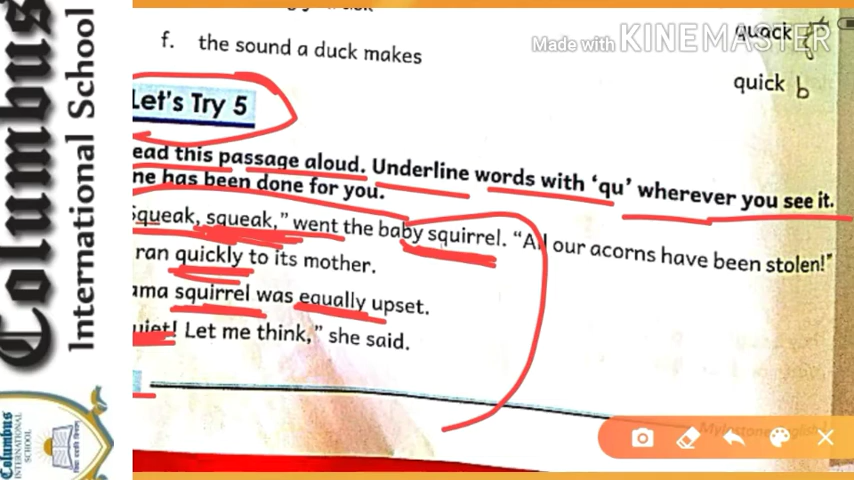 Columbus
International School
Made with KINEMASTER
f. the sound a duck makes
quack f
quick b
Let's Try 5
ead this passage aloud. Underline words with 'qu' wherever you see it.
ne has been done for you.
Squeak, squeak," went the baby squirrel. "All our acorns have been stolen!"
ran quickly to its mother.
ama squirrel was equally upset.
uiet! Let me think," she said.
Columbus
INTERNATIONAL
SCHOOL